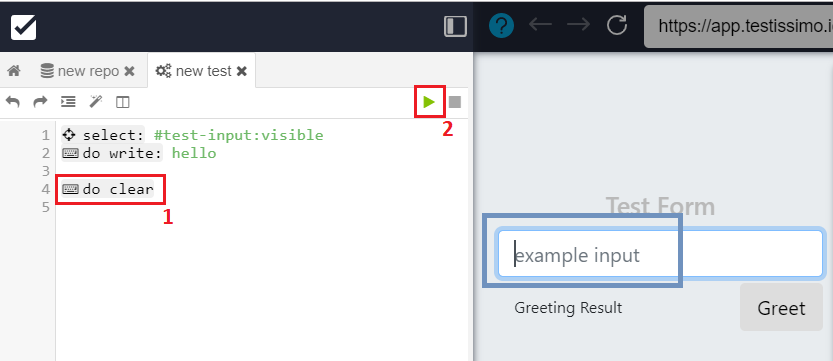 https://app.testissimo.i
new repo
new test
1 select: #test-input:visible
2 do write: hello
3
4 do clear
5
1
2
Test Form
example input
Greeting Result
Greet